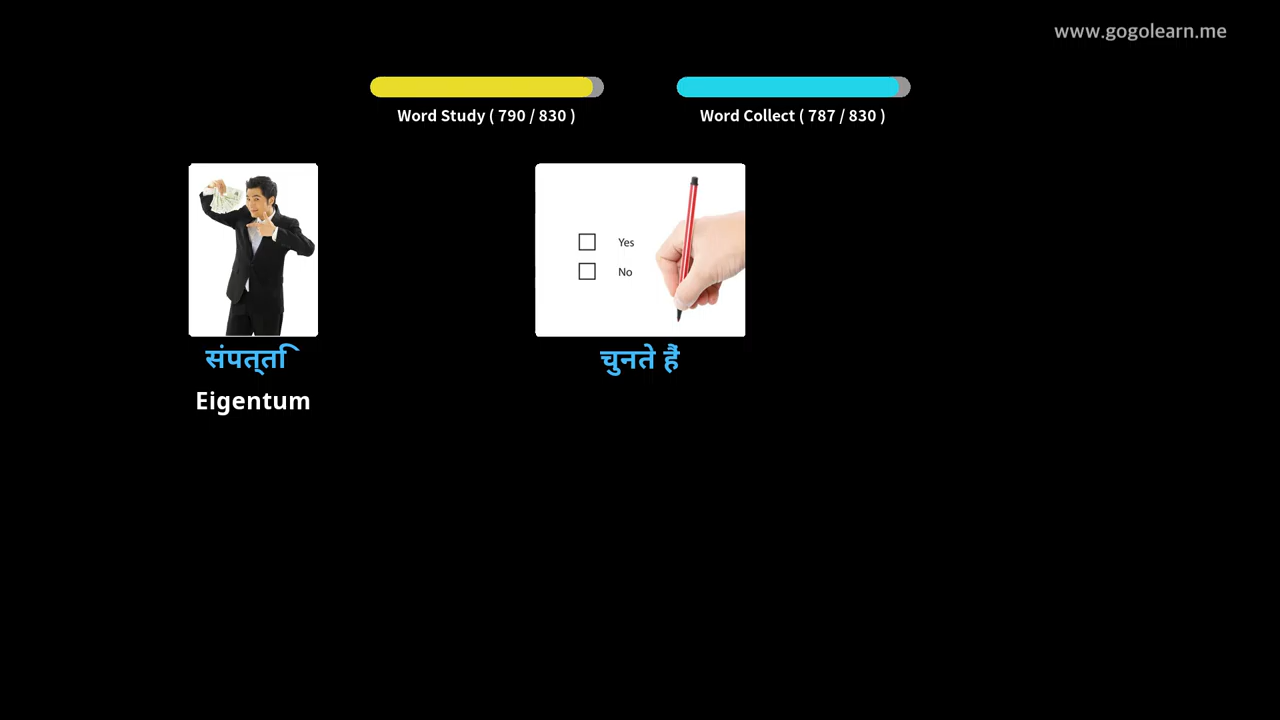 www.gogolearn.me
Word Study ( 790 / 830 )
Word Collect ( 787 / 830 )
Yes
No
संपत्ति
चुनते हैं
Eigentum